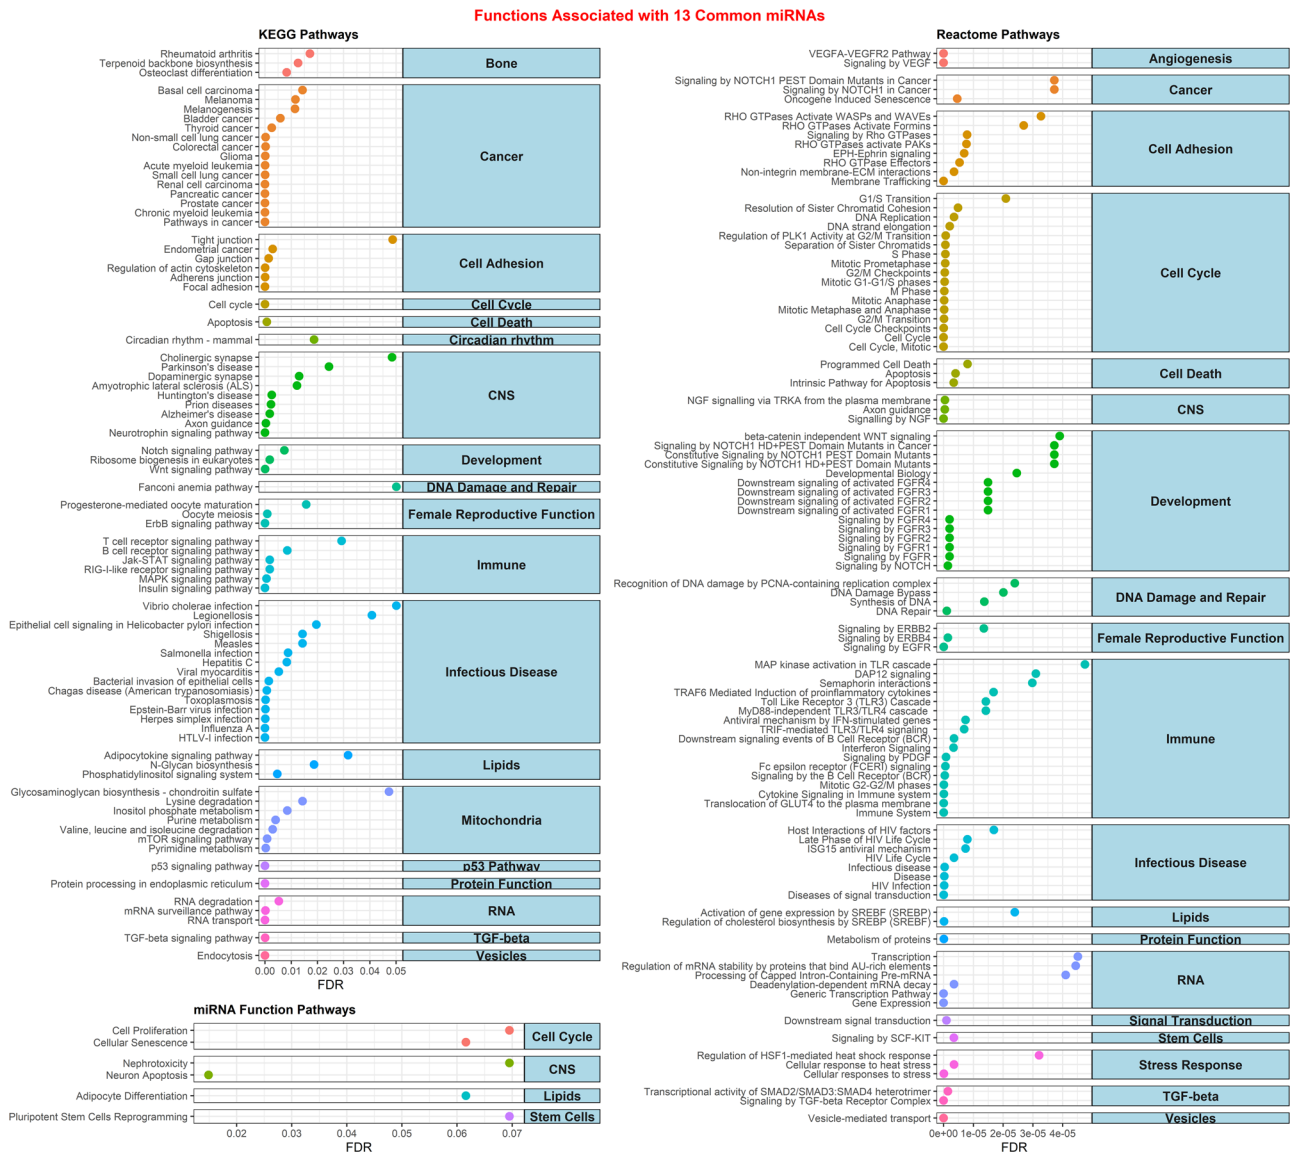 Functions Associated with 13 Common miRNAs
KEGG Pathways
Rheumatoid arthritis
Terpenoid backbone biosynthesis
Osteoclast differentiation
Bone
Basal cell carcinoma
Melanoma
Melanogenesis
Bladder cancer
Thyroid cancer
Non-small cell lung cancer
Colorectal cancer
Glioma
Acute myeloid leukemia
Small cell lung cancer
Renal cell carcinoma
Pancreatic cancer
Prostate cancer
Chronic myeloid leukemia
Pathways in cancer
Cancer
Tight junction
Endometrial cancer
Gap junction
Regulation of actin cytoskeleton
Adherens junction
Focal adhesion
Cell Adhesion
Cell cycle
Cell Cycle
Apoptosis
Cell Death
Circadian rhythm - mammal
Circadian rhythm
Cholinergic synapse
Parkinson's disease
Dopaminergic synapse
Amyotrophic lateral sclerosis (ALS)
Huntington's disease
Prion diseases
Alzheimer's disease
Axon guidance
Neurotrophin signaling pathway
CNS
Notch signaling pathway
Ribosome biogenesis in eukaryotes
Wnt signaling pathway
Development
Fanconi anemia pathway
DNA Damage and Repair
Progesterone-mediated oocyte maturation
Oocyte meiosis
ErbB signaling pathway
Female Reproductive Function
T cell receptor signaling pathway
B cell receptor signaling pathway
Jak-STAT signaling pathway
RIG-I-like receptor signaling pathway
MAPK signaling pathway
Insulin signaling pathway
Immune
Vibrio cholerae infection
Legionellosis
Epithelial cell signaling in Helicobacter pylori infection
Shigellosis
Measles
Salmonella infection
Hepatitis C
Viral myocarditis
Bacterial invasion of epithelial cells
Chagas disease (American trypanosomiasis)
Toxoplasmosis
Epstein-Barr virus infection
Herpes simplex infection
Influenza A
HTLV-I infection
Infectious Disease
Adipocytokine signaling pathway
N-Glycan biosynthesis
Phosphatidylinositol signaling system
Lipids
Glycosaminoglycan biosynthesis - chondroitin sulfate
Lysine degradation
Inositol phosphate metabolism
Purine metabolism
Valine, leucine and isoleucine degradation
mTOR signaling pathway
Pyrimidine metabolism
Mitochondria
p53 signaling pathway
p53 Pathway
Protein processing in endoplasmic reticulum
Protein Function
RNA degradation
mRNA surveillance pathway
RNA transport
RNA
TGF-beta signaling pathway
TGF-beta
Endocytosis
Vesicles
0.00 0.01 0.02 0.03 0.04 0.05
FDR
miRNA Function Pathways
Cell Proliferation
Cellular Senescence
Cell Cycle
Nephrotoxicity
Neuron Apoptosis
CNS
Adipocyte Differentiation
Lipids
Pluripotent Stem Cells Reprogramming
Stem Cells
0.02 0.03 0.04 0.05 0.06 0.07
FDR
Reactome Pathways
VEGFA-VEGFR2 Pathway
Signaling by VEGF
Angiogenesis
Signaling by NOTCH1 PEST Domain Mutants in Cancer
Signaling by NOTCH1 in Cancer
Oncogene Induced Senescence
Cancer
RHO GTPases Activate WASPs and WAVEs
RHO GTPases Activate Formins
Signaling by Rho GTPases
RHO GTPases activate PAKs
EPH-Ephrin signaling
RHO GTPase Effectors
Non-integrin membrane-ECM interactions
Membrane Trafficking
Cell Adhesion
G1/S Transition
Resolution of Sister Chromatid Cohesion
DNA Replication
DNA strand elongation
Regulation of PLK1 Activity at G2/M Transition
Separation of Sister Chromatids
S Phase
Mitotic Prometaphase
G2/M Checkpoints
Mitotic G1-G1/S phases
M Phase
Mitotic Anaphase
Mitotic Metaphase and Anaphase
G2/M Transition
Cell Cycle Checkpoints
Cell Cycle
Cell Cycle, Mitotic
Cell Cycle
Programmed Cell Death
Apoptosis
Intrinsic Pathway for Apoptosis
Cell Death
NGF signalling via TRKA from the plasma membrane
Axon guidance
Signalling by NGF
CNS
beta-catenin independent WNT signaling
Signaling by NOTCH1 HD+PEST Domain Mutants in Cancer
Constitutive Signaling by NOTCH1 PEST Domain Mutants
Constitutive Signaling by NOTCH1 HD+PEST Domain Mutants
Developmental Biology
Downstream signaling of activated FGFR4
Downstream signaling of activated FGFR3
Downstream signaling of activated FGFR2
Downstream signaling of activated FGFR1
Signaling by FGFR4
Signaling by FGFR3
Signaling by FGFR2
Signaling by FGFR1
Signaling by FGFR
Signaling by NOTCH
Development
Recognition of DNA damage by PCNA-containing replication complex
DNA Damage Bypass
Synthesis of DNA
DNA Repair
DNA Damage and Repair
Signaling by ERBB2
Signaling by ERBB4
Signaling by EGFR
Female Reproductive Function
MAP kinase activation in TLR cascade
DAP12 signaling
Semaphorin interactions
TRAF6 Mediated Induction of proinflammatory cytokines
Toll Like Receptor 3 (TLR3) Cascade
MyD88-independent TLR3/TLR4 cascade
Antiviral mechanism by IFN-stimulated genes
TRIF-mediated TLR3/TLR4 signaling
Downstream signaling events of B Cell Receptor (BCR)
Interferon Signaling
Signaling by PDGF
Fc epsilon receptor (FCERI) signaling
Signaling by the B Cell Receptor (BCR)
Mitotic G2-G2/M phases
Cytokine Signaling in Immune system
Translocation of GLUT4 to the plasma membrane
Immune System
Immune
Host Interactions of HIV factors
Late Phase of HIV Life Cycle
ISG15 antiviral mechanism
HIV Life Cycle
Infectious disease
Disease
HIV Infection
Diseases of signal transduction
Infectious Disease
Activation of gene expression by SREBF (SREBP)
Regulation of cholesterol biosynthesis by SREBP (SREBF)
Lipids
Metabolism of proteins
Protein Function
Transcription
Regulation of mRNA stability by proteins that bind AU-rich elements
Processing of Capped Intron-Containing Pre-mRNA
Deadenylation-dependent mRNA decay
Generic Transcription Pathway
Gene Expression
RNA
Downstream signal transduction
Signal Transduction
Signaling by SCF-KIT
Stem Cells
Regulation of HSF1-mediated heat shock response
Cellular response to heat stress
Cellular responses to stress
Stress Response
Transcriptional activity of SMAD2/SMAD3:SMAD4 heterotrimer
Signaling by TGF-beta Receptor Complex
TGF-beta
Vesicle-mediated transport
Vesicles
0e+00 1e-05 2e-05 3e-05 4e-05
FDR